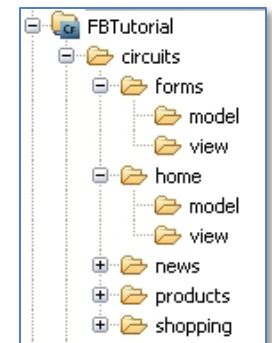 FBTutorial
circuits
forms
model
view
home
model
view
news
products
shopping